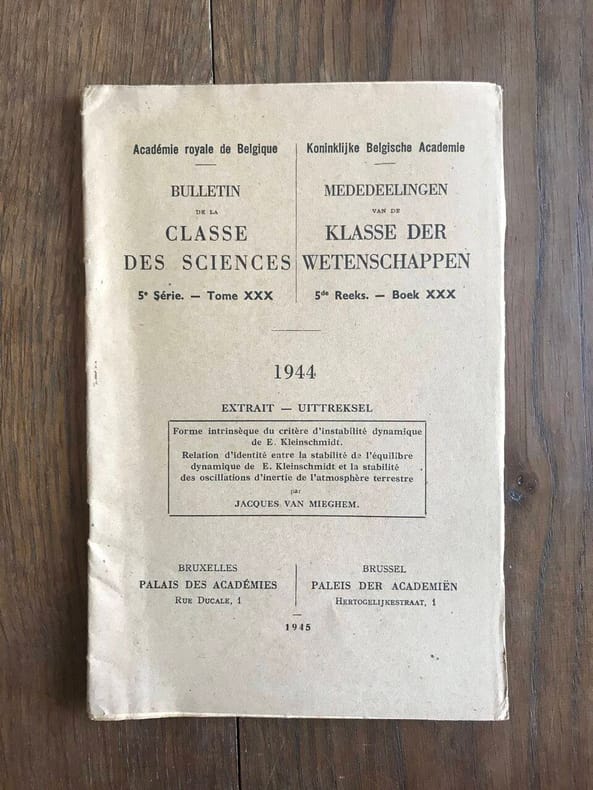 Académie royale de Belgique
BULLETIN
DE LA
CLASSE
DES SCIENCES
5e Série. — Tome XXX
Koninklijke Belgische Academie
MEDEDEELINGEN
VAN DE
KLASSE DER
WETENSCHAPPEN
5de Reeks. — Boek XXX
1944
EXTRAIT — UITTREKSEL
Forme intrinsèque du critère d'instabilité dynamique
de E. Kleinschmidt.
Relation d'identité entre la stabilité de l'équilibre
dynamique de E. Kleinschmidt et la stabilité
des oscillations d'inertie de l'atmosphère terrestre
par
JACQUES VAN MIEGHEM.
BRUXELLES
PALAIS DES ACADÉMIES
RUE DUCALE, 1
BRUSSEL
PALEIS DER ACADEMIËN
HERTOGELIJKESTRAAT, 1
1945